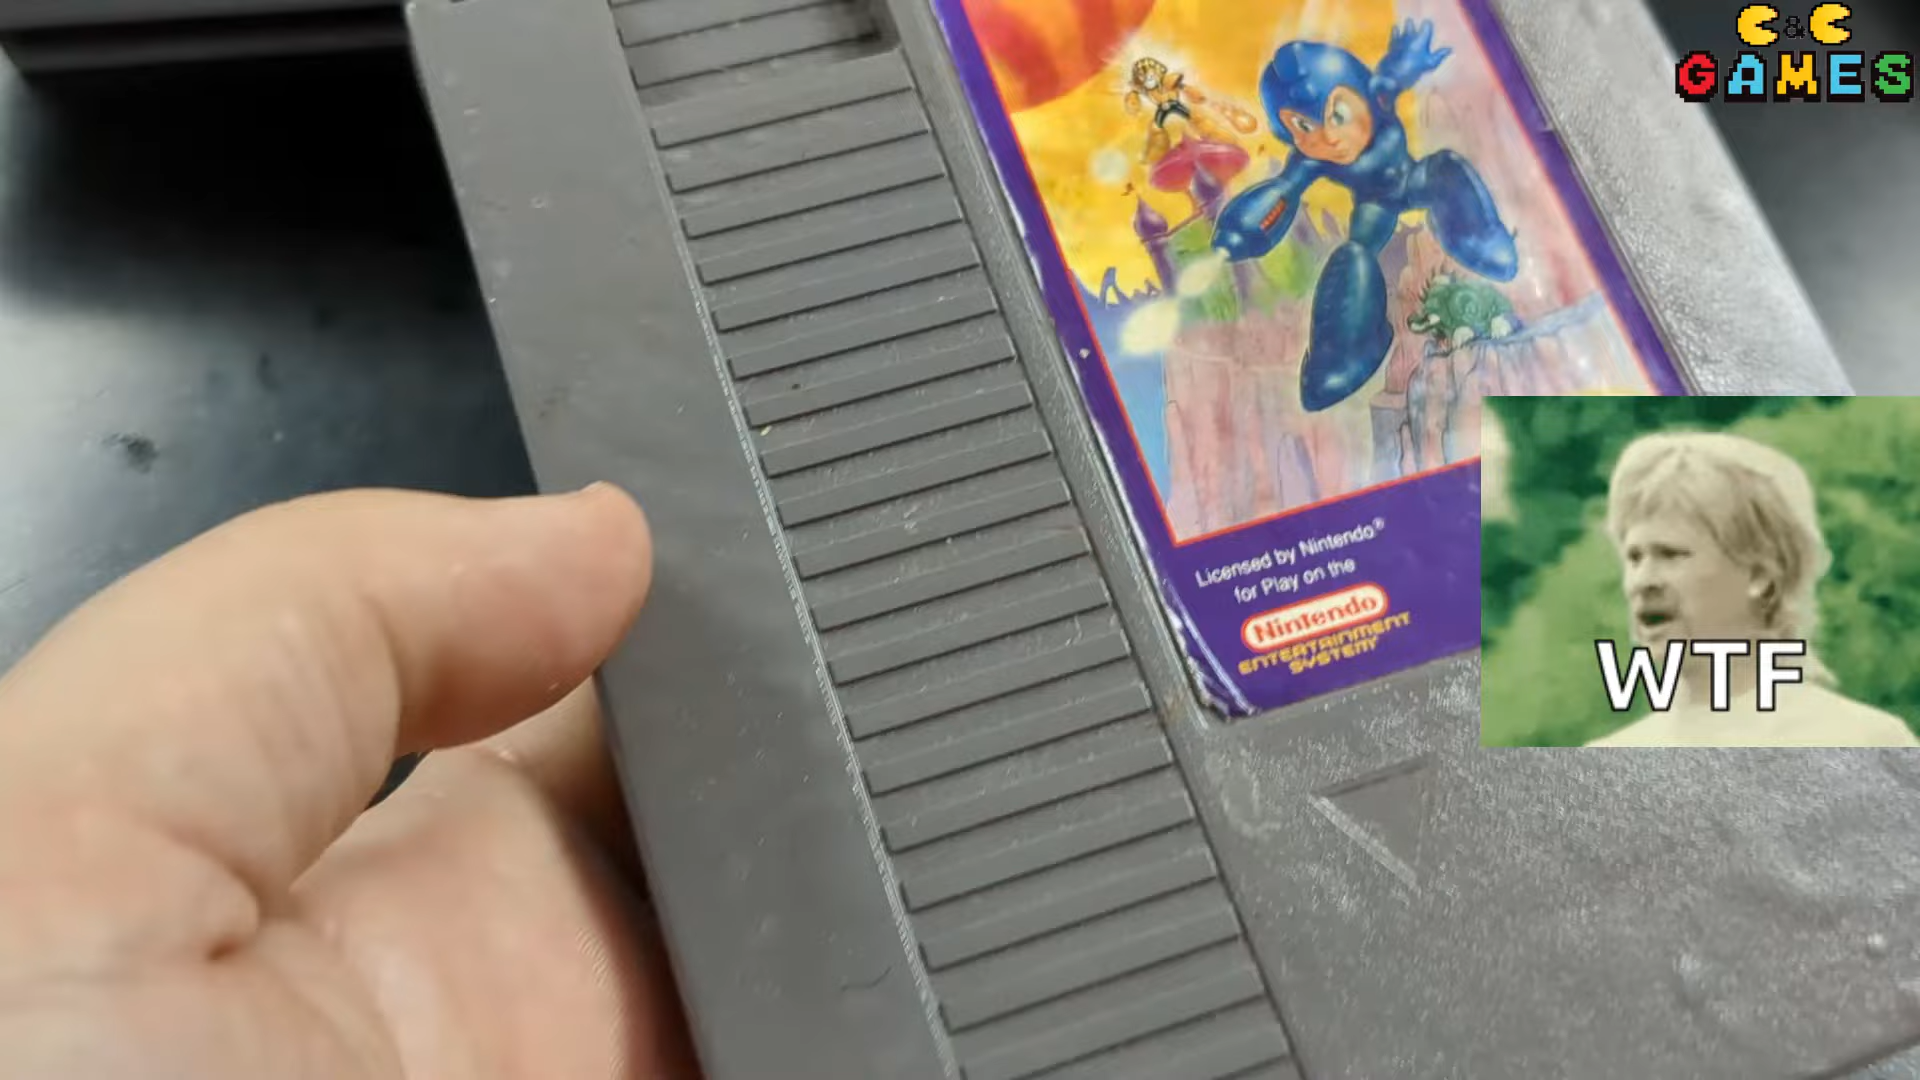 C & C
GAMES
Licensed by Nintendo®
for Play on the
Nintendo
ENTERTAINMENT
SYSTEM
WTF